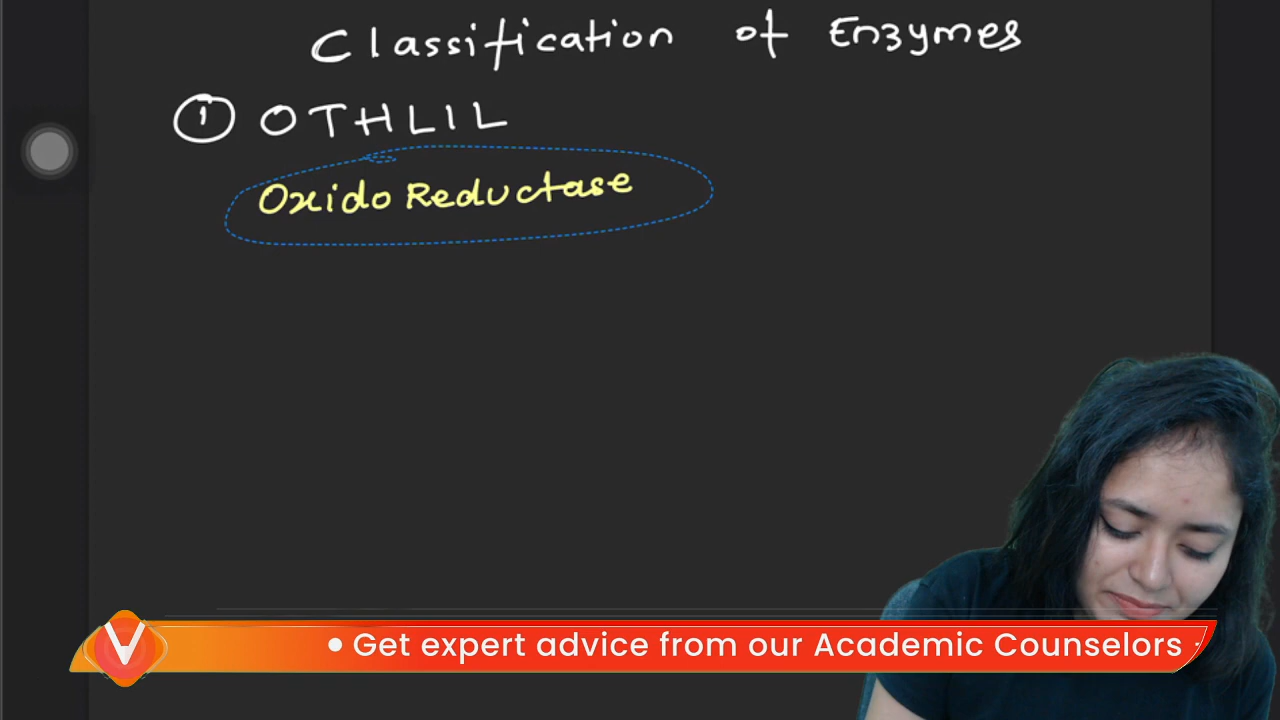 Classification of Enzymes
① OTHLIL
Oxido Reductase
V
• Get expert advice from our Academic Counselors ·